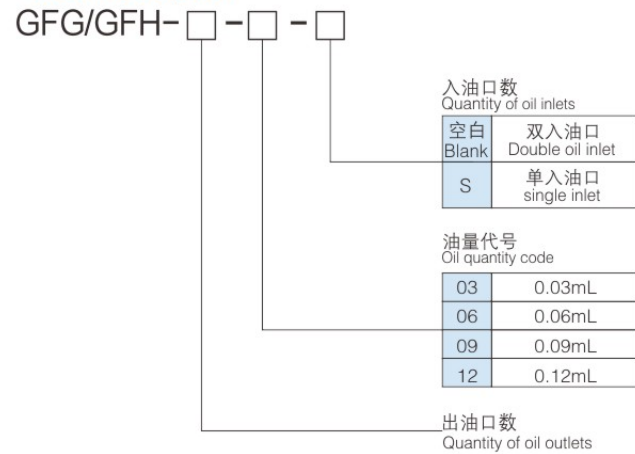 GFG/GFH-□-□-□
入油口数
Quantity of oil inlets
空白 双入油口
Blank Double oil inlet
S 单入油口
single inlet
油量代号
Oil quantity code
03 0.03mL
06 0.06mL
09 0.09mL
12 0.12mL
出油口数
Quantity of oil outlets